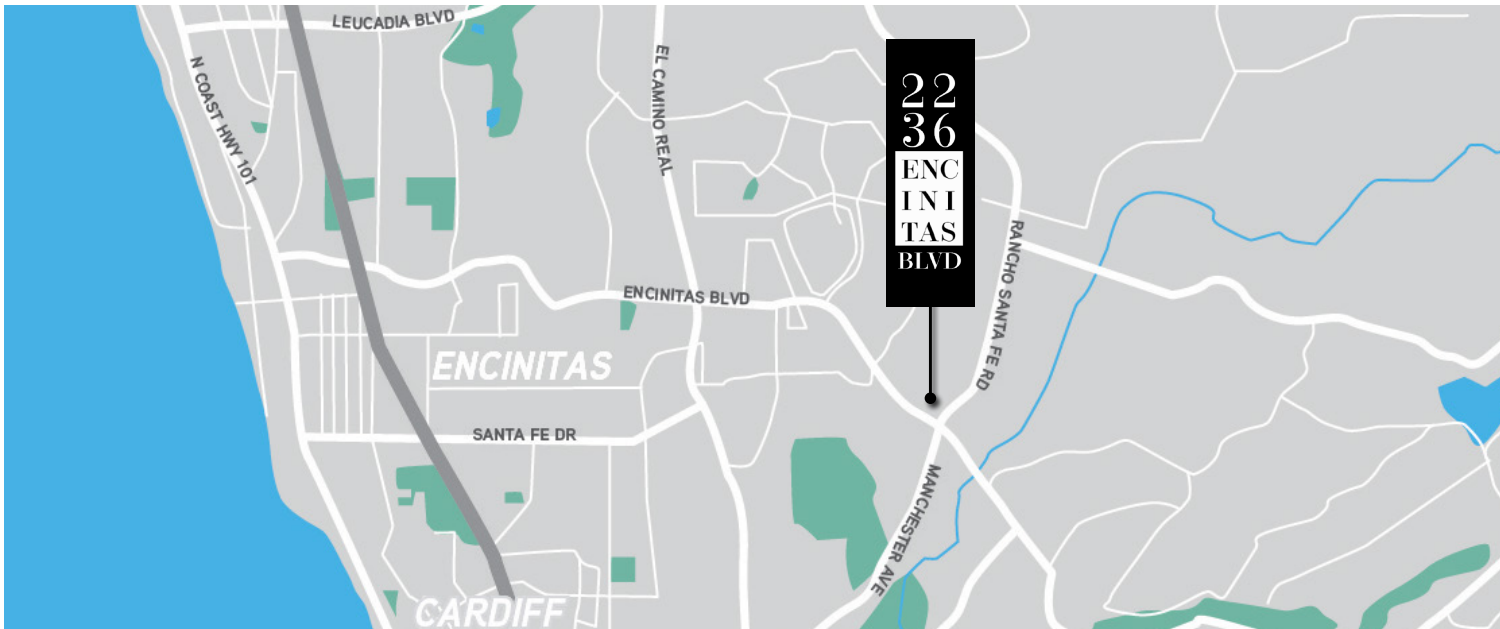 LEUCADIA BLVD
N COAST HWY 101
EL CAMINO REAL
22
36
ENC
INI
TAS
BLVD
RANCHO SANTA FE RD
ENCINITAS BLVD
ENCINITAS
SANTA FE DR
MANCHESTER AVE
CARDIFF